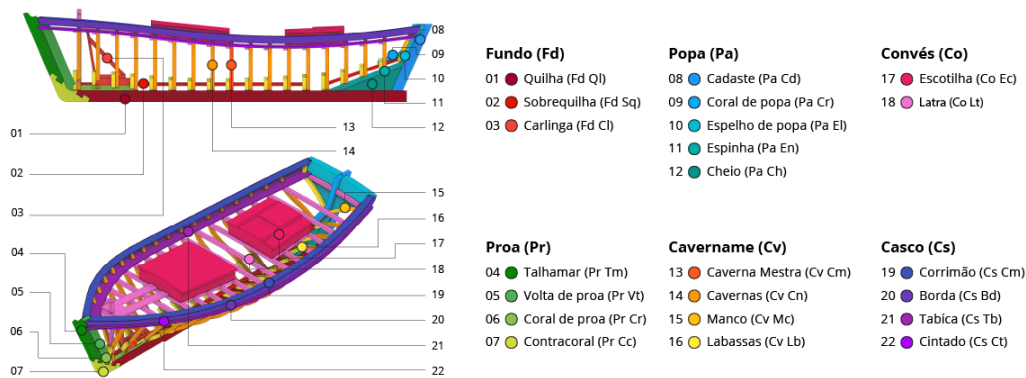 08
09
10
11
12
13
14
01
02
03
04
05
06
07
15
16
17
18
19
20
21
22
Fundo (Fd)
01 Quilha (Fd Ql)
02 Sobrequilha (Fd Sq)
03 Carlinga (Fd Cl)
Popa (Pa)
08 Cadaste (Pa Cd)
09 Coral de popa (Pa Cr)
10 Espelho de popa (Pa El)
11 Espinha (Pa En)
12 Cheio (Pa Ch)
Convés (Co)
17 Escotilha (Co Ec)
18 Latra (Co Lt)
Proa (Pr)
04 Talhamar (Pr Tm)
05 Volta de proa (Pr Vt)
06 Coral de proa (Pr Cr)
07 Contracoral (Pr Cc)
Cavername (Cv)
13 Caverna Mestra (Cv Cm)
14 Cavernas (Cv Cn)
15 Manco (Cv Mc)
16 Labassas (Cv Lb)
Casco (Cs)
19 Corrimão (Cs Cm)
20 Borda (Cs Bd)
21 Tabica (Cs Tb)
22 Cintado (Cs Ct)